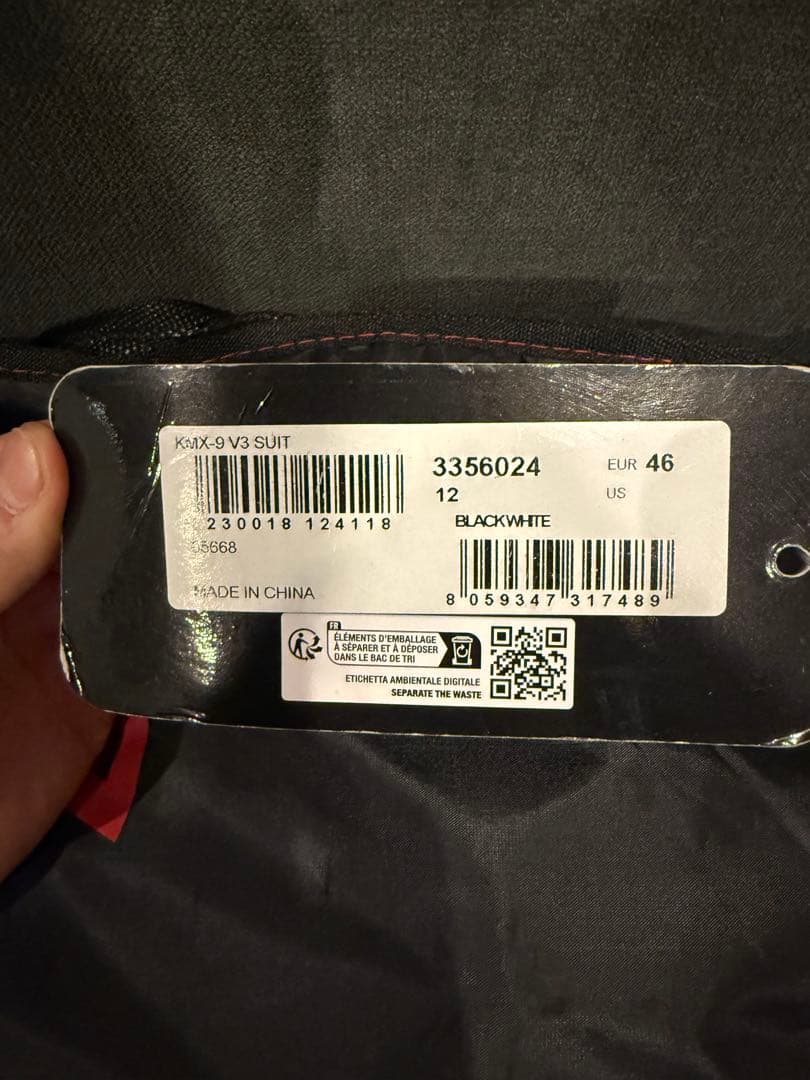 KMX-9 V3 SUIT
3356024
EUR 46
12
US
BLACKWHITE
230018 124118
MADE IN CHINA
8 059347 317489
FR
ÉLÉMENTS D'EMBALLAGE
À SÉPARER ET À DÉPOSER
DANS LE BAC DE TRI
ETICHETTA AMBIENTALE DIGITALE
SEPARATE THE WASTE